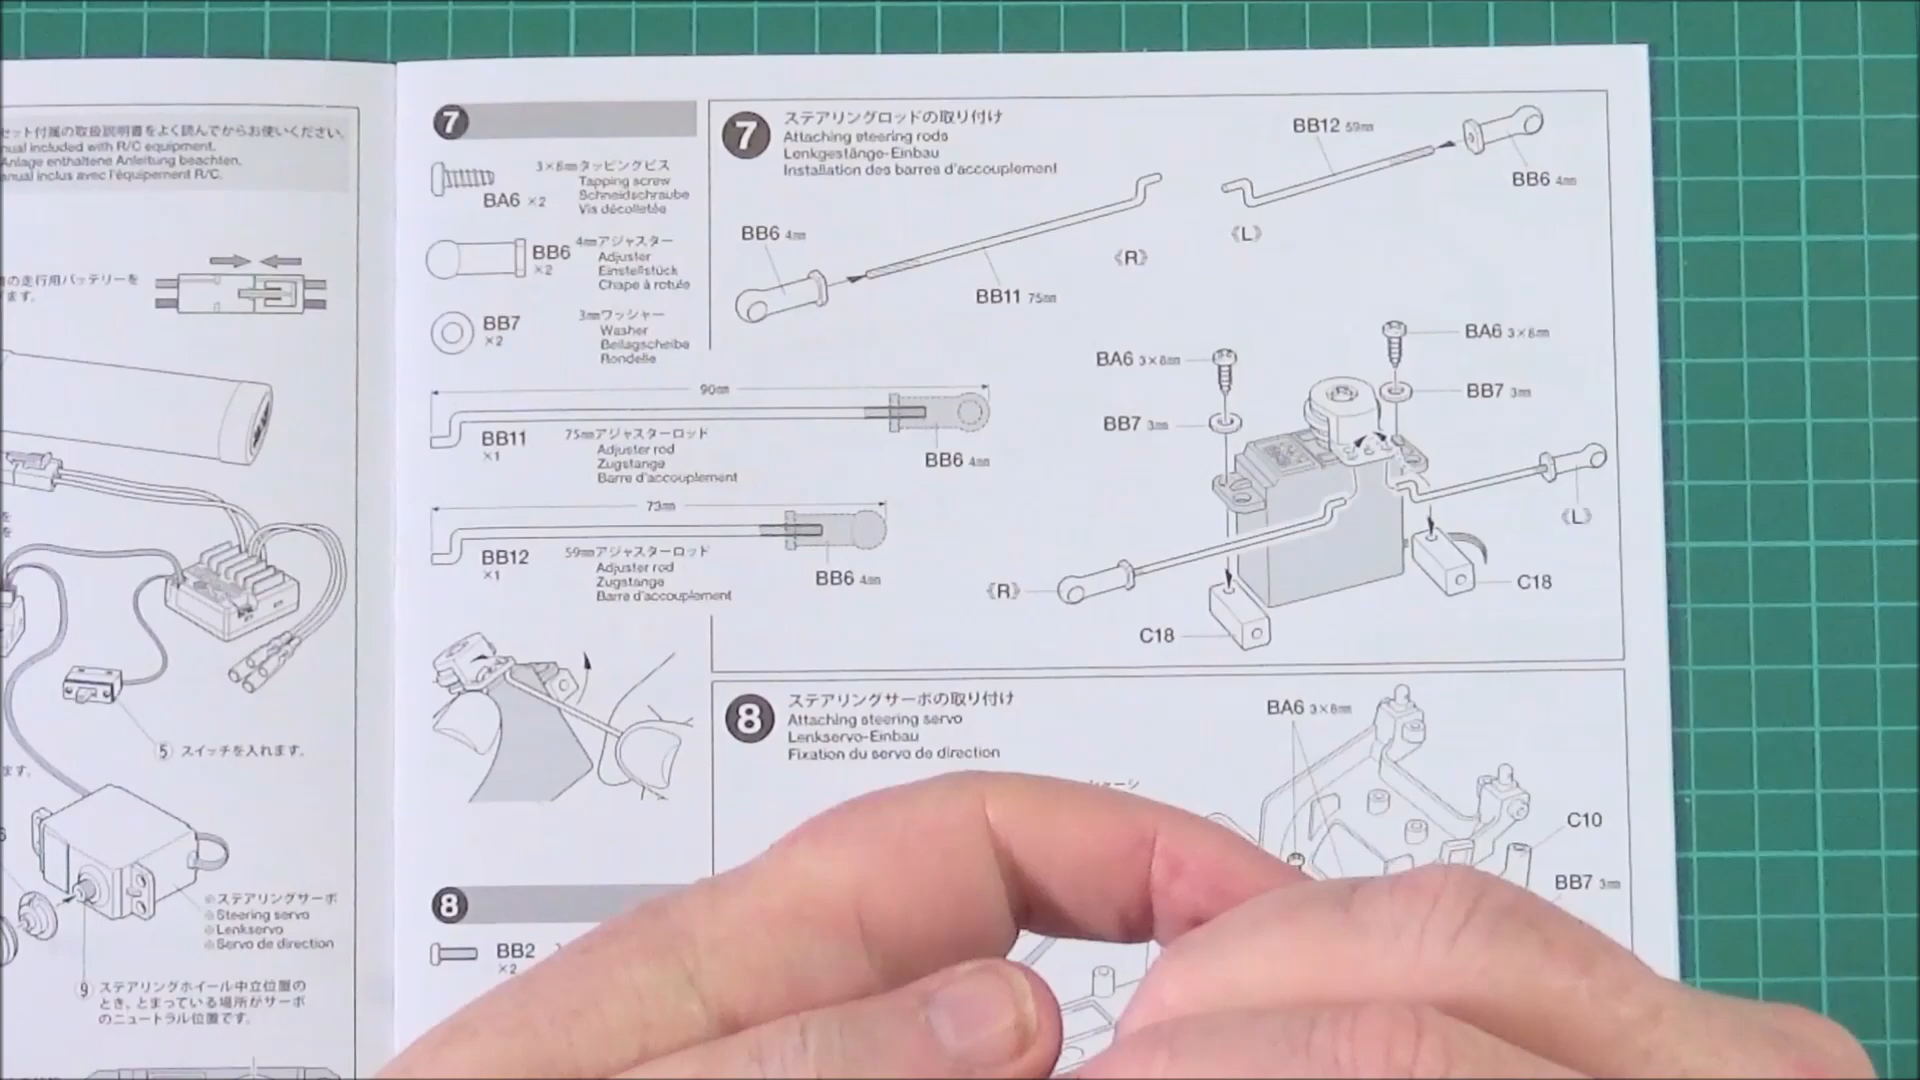 セット付属の取扱説明書をよく読んでからお使いください。
nual included with R/C equipment.
Anlage enthaltene Anleitung beachten.
anual inclus avec l'équipement R/C.
の走行用バッテリーを
ます。
を
を
⑤ スイッチを入れます。
ます。
※ステアリングサーボ
※Steering servo
※Lenkservo
※Servo de direction
⑨ ステアリングホイール中立位置の
とき、とまっている場所がサーボ
のニュートラル位置です。
7
3×8㎜タッピングビス
Tapping screw
BA6 ×2
Schneidschraube
Vis décolletée
4㎜アジャスター
BB6
×2
Adjuster
Einstellstück
Chape à rotule
3㎜ワッシャー
BB7
×2
Washer
Beilagscheibe
Rondelle
90㎜
BB11
×1
75㎜アジャスターロッド
Adjuster rod
Zugstange
Barre d'accouplement
BB6 4㎜
73㎜
BB12
×1
59㎜アジャスターロッド
Adjuster rod
Zugstange
Barre d'accouplement
BB6 4㎜
8
BB2
×2
7
ステアリングロッドの取り付け
Attaching steering rods
Lenkgestänge-Einbau
Installation des barres d'accouplement
BB12 59㎜
BB6 4㎜
《L》
BB6 4㎜
《R》
BB11 75㎜
BA6 3×8㎜
BA6 3×8㎜
BB7 3㎜
BB7 3㎜
《L》
《R》
C18
C18
8
ステアリングサーボの取り付け
Attaching steering servo
Lenkservo-Einbau
Fixation du servo de direction
BA6 3×8㎜
C10
BB7 3㎜